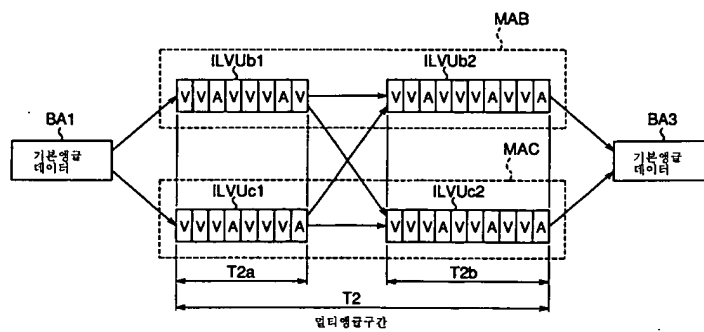 MAB
ILVUb1
ILVUb2
V V A V V V A V
V V A V V V A V V A
BA1
기본앵글
데이터
BA3
기본앵글
데이터
MAC
ILVUc1
ILVUc2
V V V A V V V A
V V V A V V A V V A
T2a
T2b
T2
멀티앵글구간